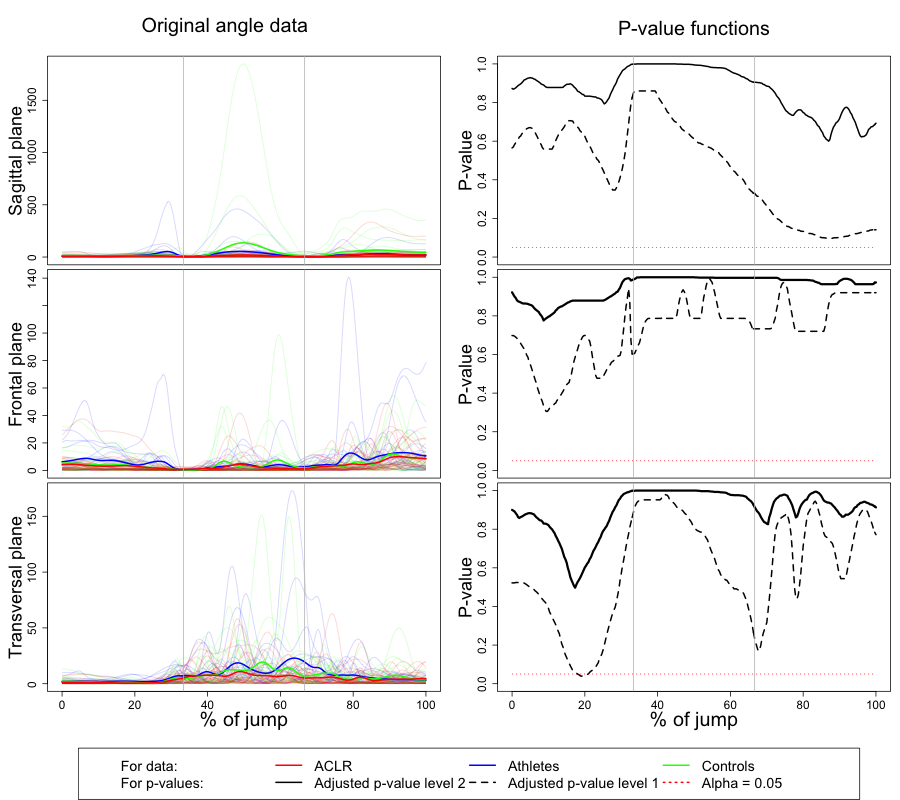 Original angle data
P-value functions
Sagittal plane
0
500
1000
1500
P-value
0.0
0.2
0.4
0.6
0.8
1.0
Frontal plane
0
20
40
60
80
100
140
P-value
0.0
0.2
0.4
0.6
0.8
1.0
Transversal plane
0
50
100
150
P-value
0.0
0.2
0.4
0.6
0.8
1.0
0 20 40 60 80 100
% of jump
0 20 40 60 80 100
% of jump
For data: ACLR Athletes Controls
For p-values: Adjusted p-value level 2 Adjusted p-value level 1 Alpha = 0.05